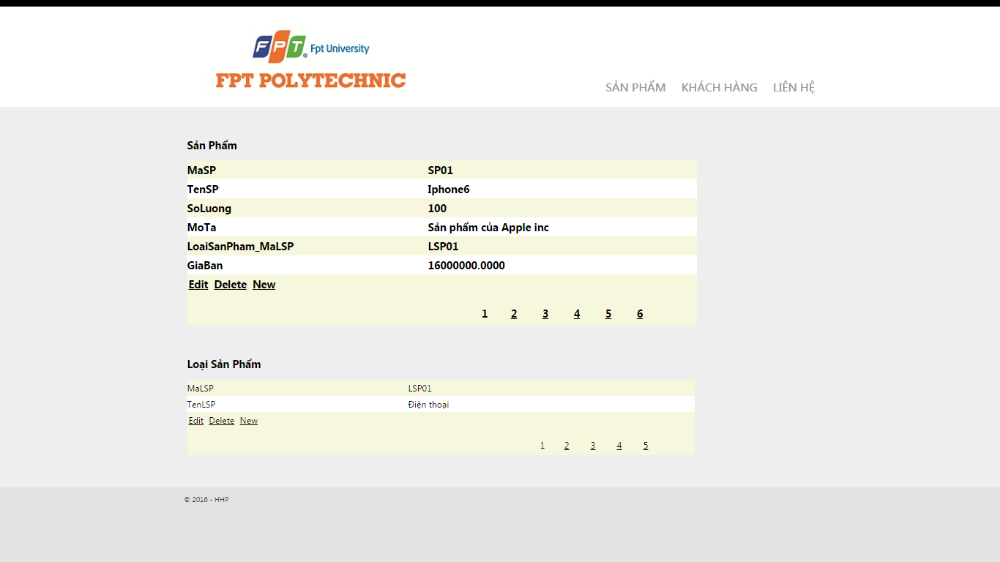 FPT® Fpt University
FPT POLYTECHNIC
SẢN PHẨM KHÁCH HÀNG LIÊN HỆ
Sản Phẩm
MaSP SP01
TenSP Iphone6
SoLuong 100
MoTa Sản phẩm của Apple inc
LoaiSanPham_MaLSP LSP01
GiaBan 16000000.0000
Edit Delete New
1 2 3 4 5 6
Loại Sản Phẩm
MaLSP LSP01
TenLSP Điện thoại
Edit Delete New
1 2 3 4 5
© 2016 - HHP